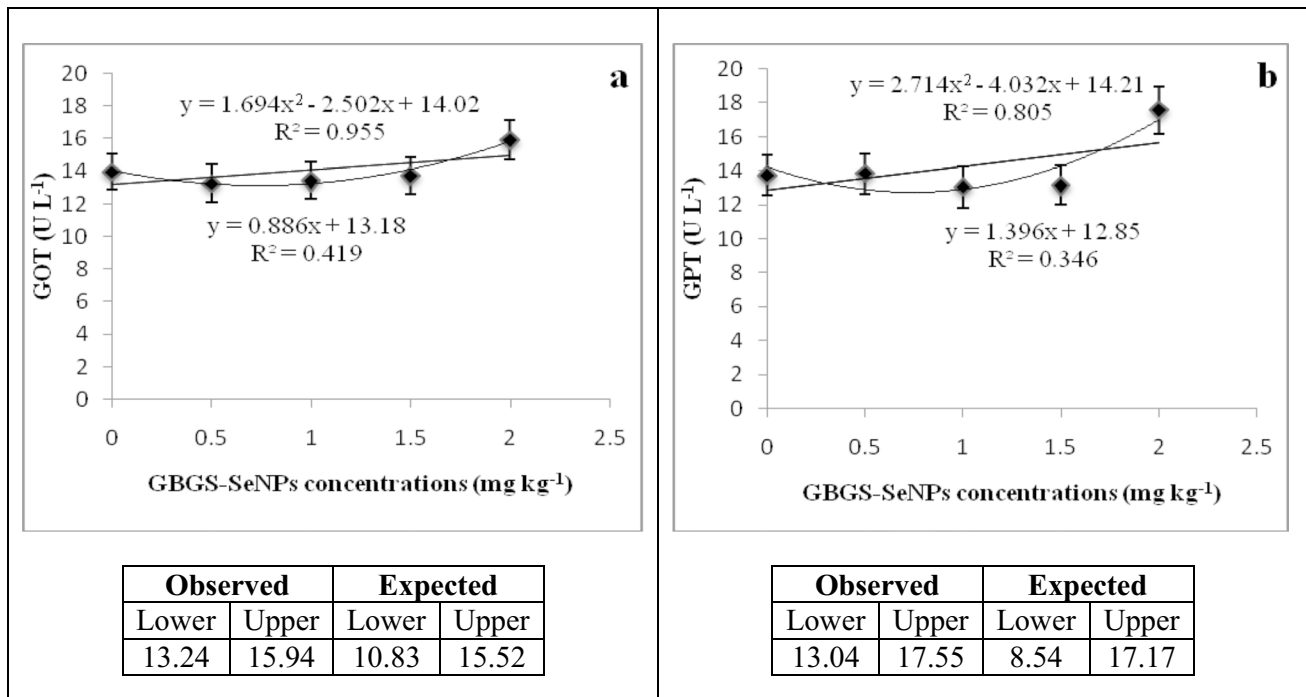 a
20
18
16
14
12
10
8
6
4
2
0
GOT (U L⁻¹)
y = 1.694x² - 2.502x + 14.02
R² = 0.955
y = 0.886x + 13.18
R² = 0.419
0 0.5 1 1.5 2 2.5
GBGS-SeNPs concentrations (mg kg⁻¹)
Observed Expected
Lower Upper Lower Upper
13.24 15.94 10.83 15.52
b
20
18
16
14
12
10
8
6
4
2
0
GPT (U L⁻¹)
y = 2.714x² - 4.032x + 14.21
R² = 0.805
y = 1.396x + 12.85
R² = 0.346
0 0.5 1 1.5 2 2.5
GBGS-SeNPs concentrations (mg kg⁻¹)
Observed Expected
Lower Upper Lower Upper
13.04 17.55 8.54 17.17